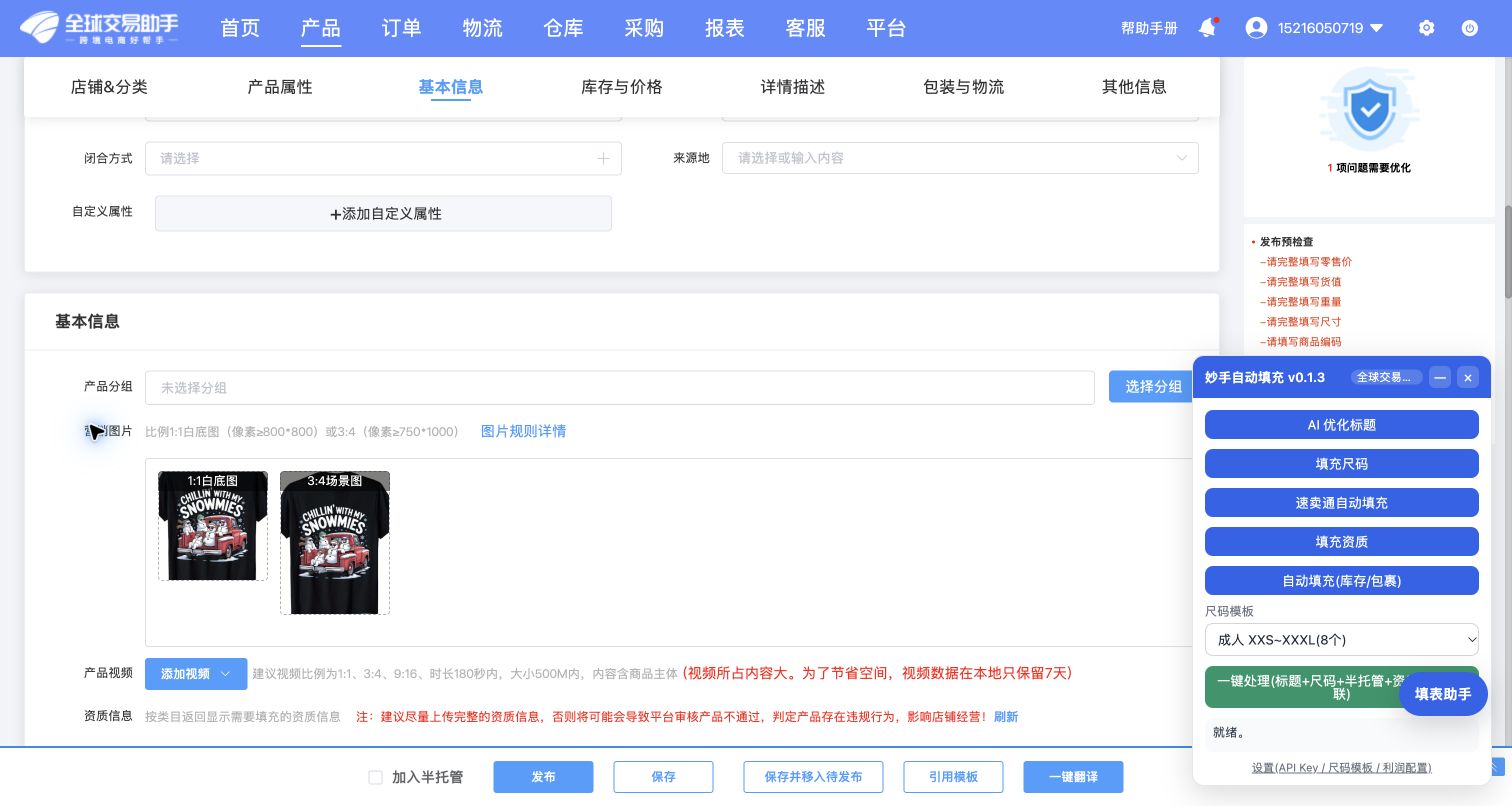 全球交易助手
跨境电商好帮手
首页 产品 订单 物流 仓库 采购 报表 客服 平台
帮助手册 15216050719
店铺&分类 产品属性 基本信息 库存与价格 详情描述 包装与物流 其他信息
闭合方式 请选择 来源地 请选择或输入内容
自定义属性 +添加自定义属性
1 项问题需要优化
发布预检查
–请完整填写零售价
–请完整填写货值
–请完整填写重量
–请完整填写尺寸
–请填写商品编码
基本信息
产品分组 未选择分组 选择分组
图片 比例1:1白底图（像素≥800*800）或3:4（像素≥750*1000） 图片规则详情
1:1白底图 3:4场景图
CHILLIN' WITH MY
SNOWMIES
CHILLIN' WITH MY
SNOWMIES
产品视频 添加视频 建议视频比例为1:1、3:4、9:16、时长180秒内，大小500M内，内容含商品主体 (视频所占内容大。为了节省空间，视频数据在本地只保留7天)
资质信息 按类目返回显示需要填充的资质信息 注：建议尽量上传完整的资质信息，否则将可能会导致平台审核产品不通过，判定产品存在违规行为，影响店铺经营！ 刷新
加入半托管 发布 保存 保存并移入待发布 引用模板 一键翻译
妙手自动填充 v0.1.3 全球交易... — ×
AI 优化标题
填充尺码
速卖通自动填充
填充资质
自动填充(库存/包裹)
尺码模板
成人 XXS~XXXL(8个)
一键处理(标题+尺码+半托管+资
联)
填表助手
就绪。
设置(API Key / 尺码模板 / 利润配置)